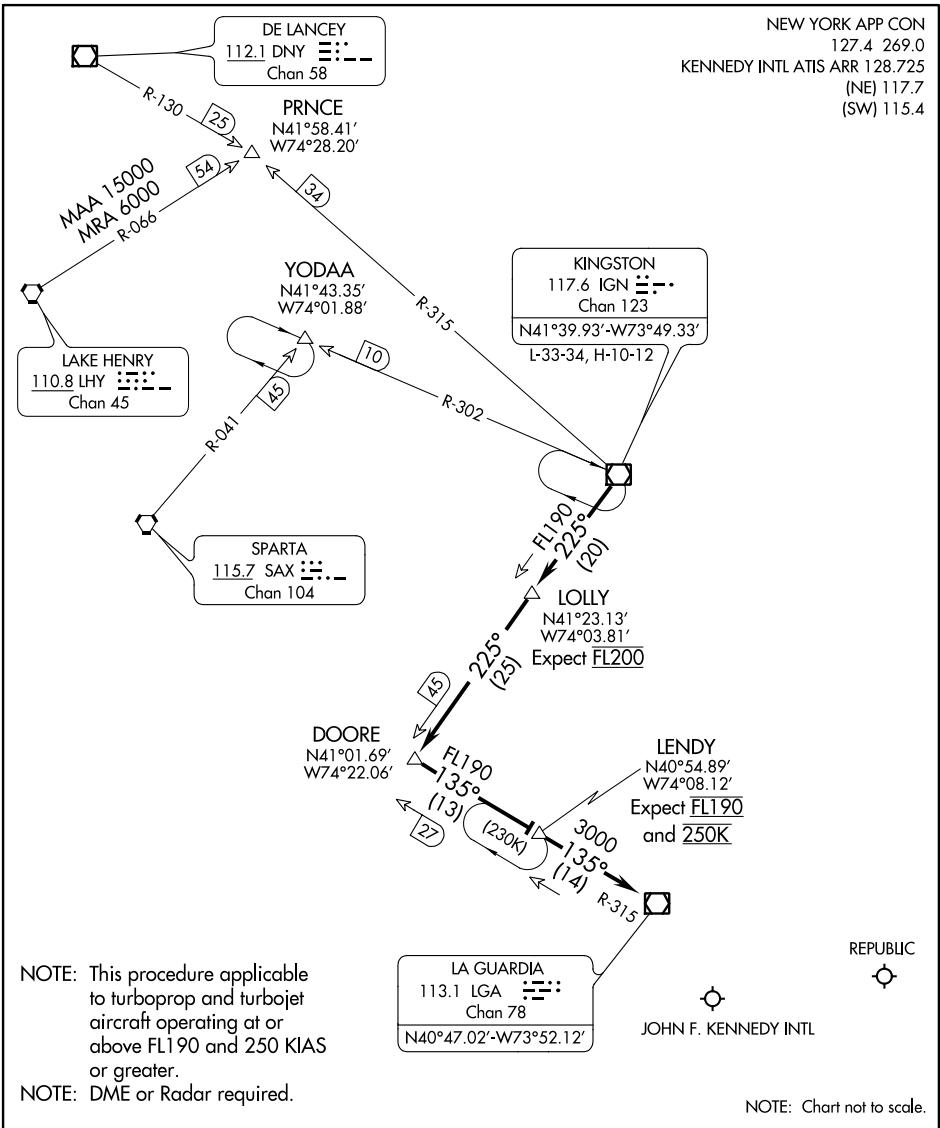 NEW YORK APP CON
127.4 269.0
KENNEDY INTL ATIS ARR 128.725
(NE) 117.7
(SW) 115.4
DE LANCEY
112.1 DNY
Chan 58
R-130
25
PRNCE
N41°58.41'
W74°28.20'
54
MAA 15000
MRA 6000
R-066
34
R-315
LAKE HENRY
110.8 LHY
Chan 45
YODAA
N41°43.35'
W74°01.88'
10
R-302
45
R-041
KINGSTON
117.6 IGN
Chan 123
N41°39.93'-W73°49.33'
L-33-34, H-10-12
SPARTA
115.7 SAX
Chan 104
FL190
225°
(20)
LOLLY
N41°23.13'
W74°03.81'
Expect FL200
225°
(25)
45
DOORE
N41°01.69'
W74°22.06'
FL190
135°
(13)
27
(230K)
LENDY
N40°54.89'
W74°08.12'
Expect FL190
and 250K
3000
135°
(14)
R-315
LA GUARDIA
113.1 LGA
Chan 78
N40°47.02'-W73°52.12'
REPUBLIC
JOHN F. KENNEDY INTL
NOTE: This procedure applicable
to turboprop and turbojet
aircraft operating at or
above FL190 and 250 KIAS
or greater.
NOTE: DME or Radar required.
NOTE: Chart not to scale.